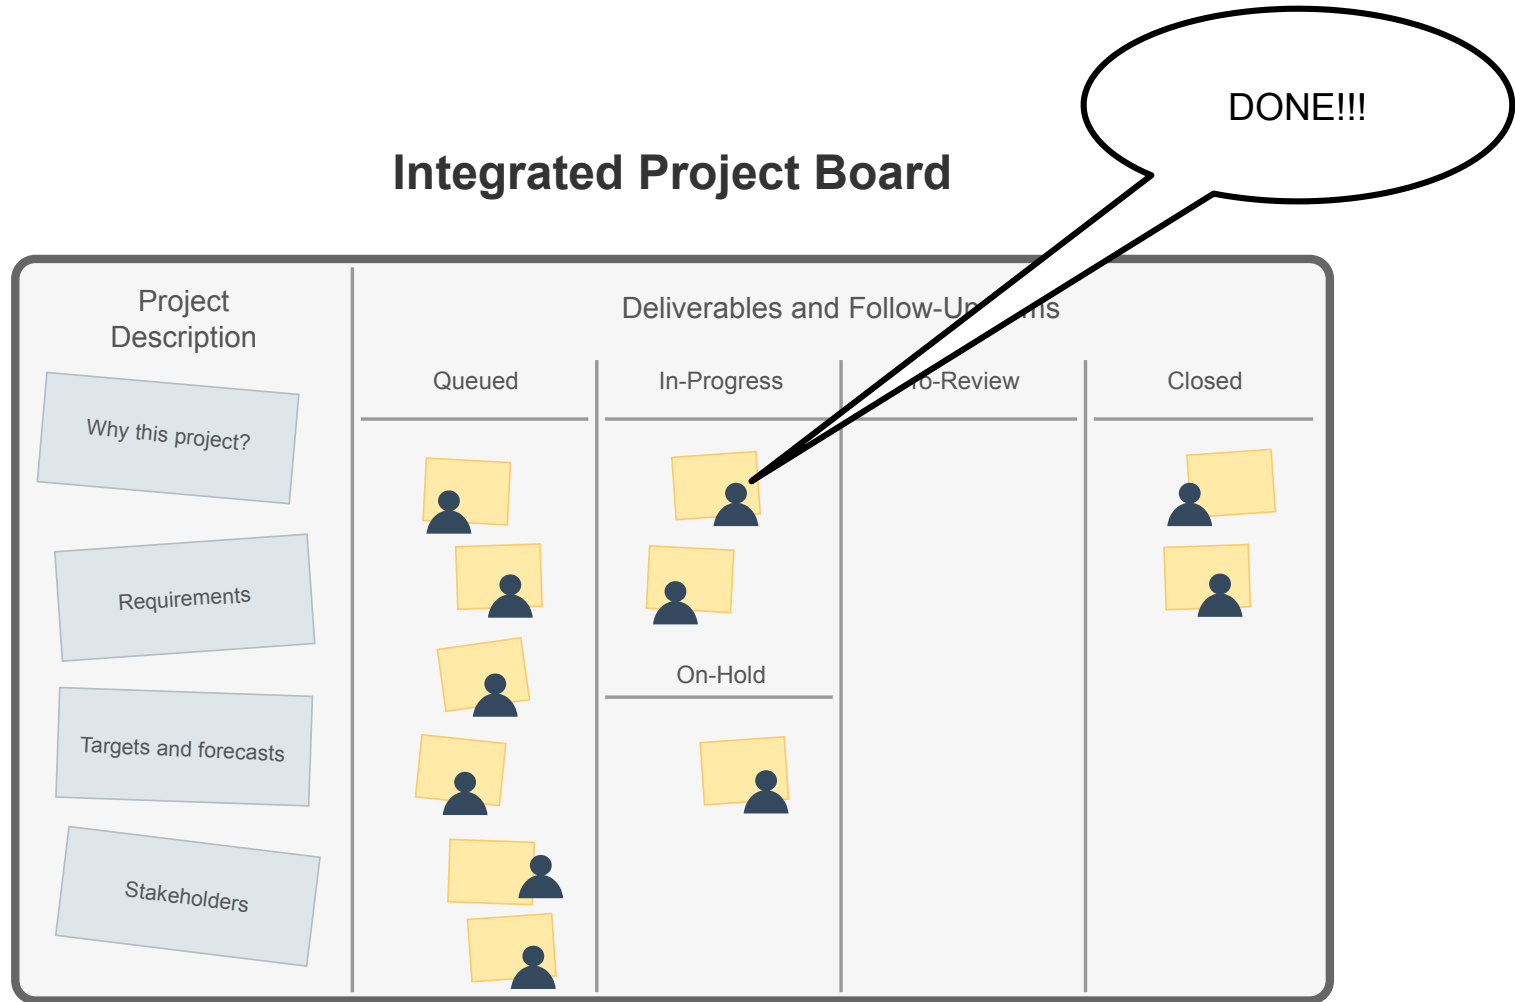 DONE!!!
Integrated Project Board
Project
Description
Deliverables and Follow-Up
Queued
In-Progress
-Review
Closed
Why this project?
Requirements
On-Hold
Targets and forecasts
Stakeholders